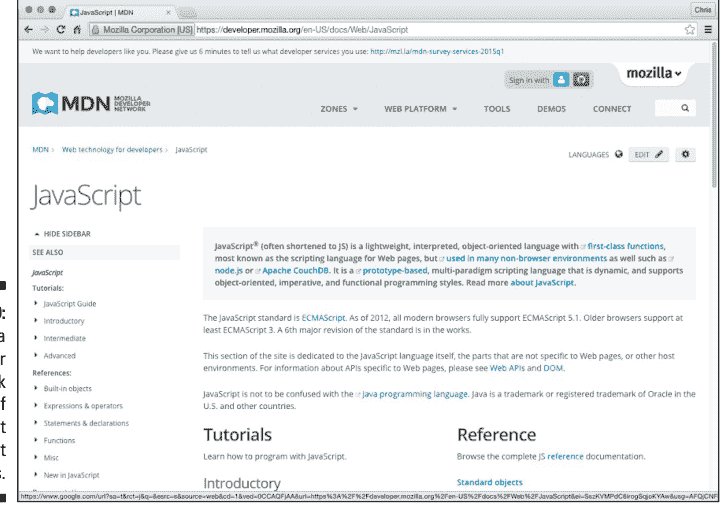 JavaScript | MDN
Chris
Mozilla Corporation [US] https://developer.mozilla.org/en-US/docs/Web/JavaScript
We want to help developers like you. Please give us 6 minutes to tell us what developer services you use: http://mzl.la/mdn-survey-services-2015q1
Sign in with
mozilla
MDN MOZILLA DEVELOPER NETWORK
ZONES WEB PLATFORM TOOLS DEMOS CONNECT
MDN > Web technology for developers > JavaScript
LANGUAGES EDIT
JavaScript
HIDE SIDEBAR
SEE ALSO
JavaScript
Tutorials:
JavaScript Guide
Introductory
Intermediate
Advanced
References:
Built-in objects
Expressions & operators
Statements & declarations
Functions
Misc
New in JavaScript
JavaScript® (often shortened to JS) is a lightweight, interpreted, object-oriented language with first-class functions,
most known as the scripting language for Web pages, but used in many non-browser environments as well such as
node.js or Apache CouchDB. It is a prototype-based, multi-paradigm scripting language that is dynamic, and supports
object-oriented, imperative, and functional programming styles. Read more about JavaScript.
The JavaScript standard is ECMAScript. As of 2012, all modern browsers fully support ECMAScript 5.1. Older browsers support at
least ECMAScript 3. A 6th major revision of the standard is in the works.
This section of the site is dedicated to the JavaScript language itself, the parts that are not specific to Web pages, or other host
environments. For information about APIs specific to Web pages, please see Web APIs and DOM.
JavaScript is not to be confused with the Java programming language. Java is a trademark or registered trademark of Oracle in the
U.S. and other countries.
Tutorials
Learn how to program with JavaScript.
Introductory
Reference
Browse the complete JS reference documentation.
Standard objects